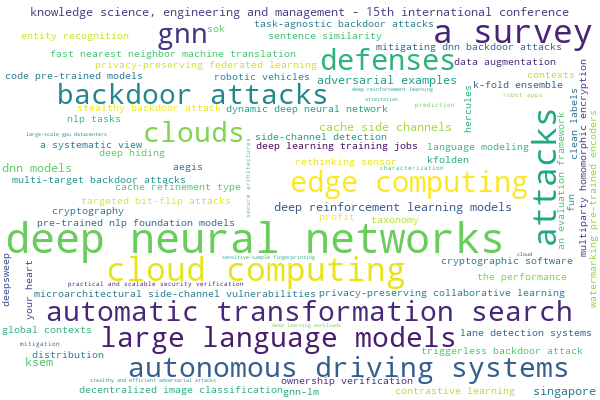 knowledge science, engineering and management - 15th international conference
gnn
sok
task-agnostic backdoor attacks
a survey
entity recognition
sentence similarity
mitigating dnn backdoor attacks
fast nearest neighbor machine translation
defenses
data augmentation
privacy-preserving federated learning
code pre-trained models
robotic vehicles
adversarial examples
contexts
backdoor attacks
deep reinforcement learning
k-fold ensemble
robot apps
stealthy backdoor attack
dynamic deep neural network
attestation
prediction
hercules
nlp tasks
clouds
cache side channels
attacks
an evaluation framework
fun
clean labels
multiparty homomorphic encryption
watermarking pre-trained encoders
large-scale gpu datacenters
side-channel detection
a systematic view
deep learning training jobs
language modeling
deep hiding
secure architectures
rethinking sensor
kfolden
dnn models
aegis
characterization
multi-target backdoor attacks
cache refinement type
edge computing
targeted bit-flip attacks
cryptography
deep reinforcement learning models
pre-trained nlp foundation models
profit
taxonomy
deep neural networks
cloud
sensitive-sample fingerprinting
cryptographic software
deepsweep
your heart
cloud computing
the performance
practical and scalable security verification
microarchitectural side-channel vulnerabilities
privacy-preserving collaborative learning
automatic transformation search
global contexts
deep learning workloads
large language models
lane detection systems
mitigation
distribution
triggerless backdoor attack
ksem
autonomous driving systems
stealthy and efficient adversarial attacks
ownership verification
decentralized image classification
gnn-lm
contrastive learning
singapore